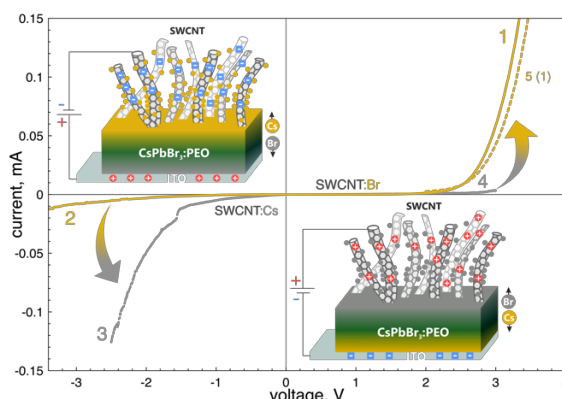 0.15
0.1
0.05
0
-0.05
-0.1
-0.15
current, mA
-3
-2
-1
0
1
2
3
voltage, V
SWCNT
CsPbBr3:PEO
ITO
Cs
Br
-
+
1
5 (1)
4
SWCNT:Br
2
SWCNT:Cs
3
SWCNT
CsPbBr3:PEO
ITO
Br
Cs
+
-